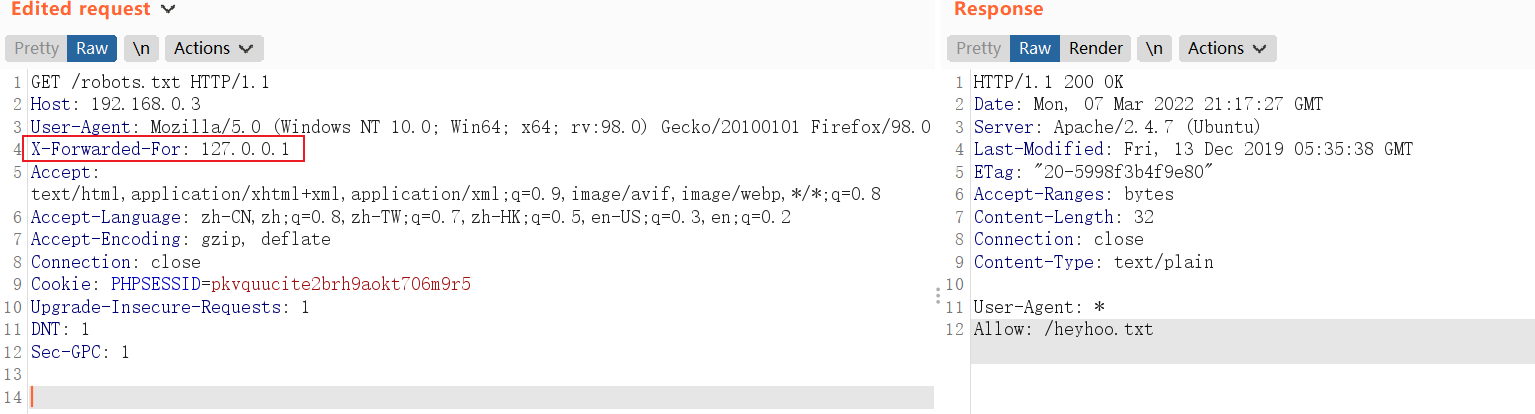 Edited request
Pretty Raw \n Actions
1 GET /robots.txt HTTP/1.1
2 Host: 192.168.0.3
3 User-Agent: Mozilla/5.0 (Windows NT 10.0; Win64; x64; rv:98.0) Gecko/20100101 Firefox/98.0
4 X-Forwarded-For: 127.0.0.1
5 Accept:
text/html,application/xhtml+xml,application/xml;q=0.9,image/avif,image/webp,*/*;q=0.8
6 Accept-Language: zh-CN,zh;q=0.8,zh-TW;q=0.7,zh-HK;q=0.5,en-US;q=0.3,en;q=0.2
7 Accept-Encoding: gzip, deflate
8 Connection: close
9 Cookie: PHPSESSID=pkvquucite2brh9aokt706m9r5
10 Upgrade-Insecure-Requests: 1
11 DNT: 1
12 Sec-GPC: 1
13
14
Response
Pretty Raw Render \n Actions
1 HTTP/1.1 200 OK
2 Date: Mon, 07 Mar 2022 21:17:27 GMT
3 Server: Apache/2.4.7 (Ubuntu)
4 Last-Modified: Fri, 13 Dec 2019 05:35:38 GMT
5 ETag: "20-5998f3b4f9e80"
6 Accept-Ranges: bytes
7 Content-Length: 32
8 Connection: close
9 Content-Type: text/plain
10
11 User-Agent: *
12 Allow: /heyhoo.txt